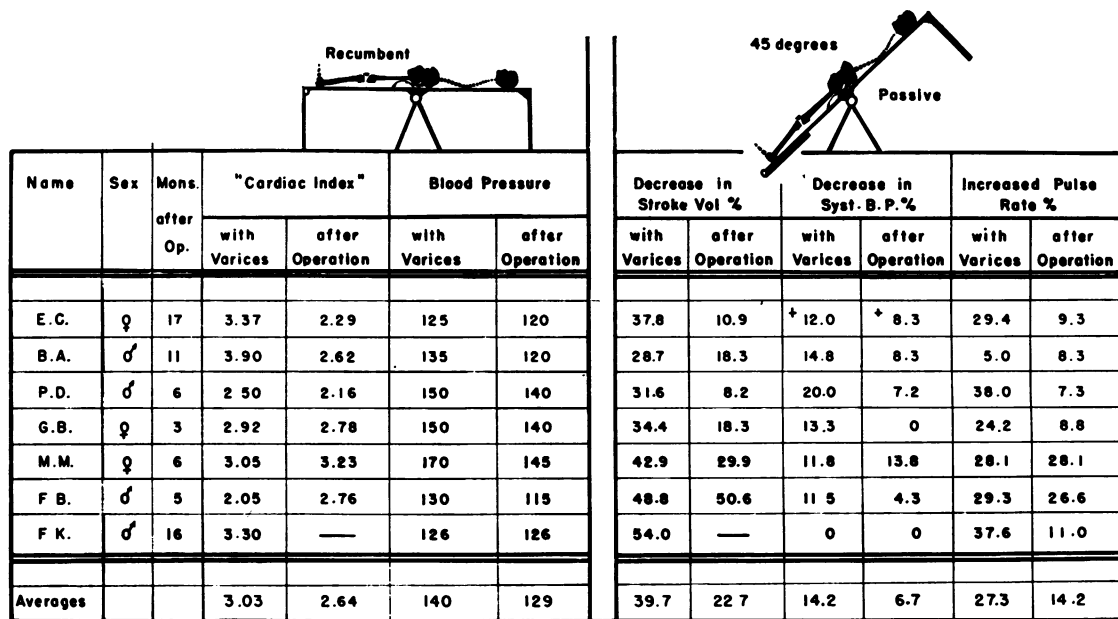 Recumbent
45 degrees
Passive
Name Sex Mons. after Op. "Cardiac Index" Blood Pressure Decrease in Stroke Vol % Decrease in Syst. B.P. % Increased Pulse Rate %
with Varices after Operation with Varices after Operation with Varices after Operation with Varices after Operation with Varices after Operation
E.C. ♀ 17 3.37 2.29 125 120 37.8 10.9 + 12.0 + 8.3 29.4 9.3
B.A. ♂ 11 3.90 2.62 135 120 28.7 18.3 14.8 8.3 5.0 8.3
P.D. ♂ 6 2 50 2.16 150 140 31.6 8.2 20.0 7.2 38.0 7.3
G.B. ♀ 3 2.92 2.78 150 140 34.4 18.3 13.3 0 24.2 8.8
M.M. ♀ 6 3.05 3.23 170 145 42.9 29.9 11.8 13.8 28.1 28.1
F B. ♂ 5 2.05 2.76 130 115 48.8 50.6 11 5 4.3 29.3 26.6
F K. ♂ 16 3.30 — 126 126 54.0 — 0 0 37.6 11.0
Averages 3.03 2.64 140 129 39.7 22 7 14.2 6.7 27.3 14.2